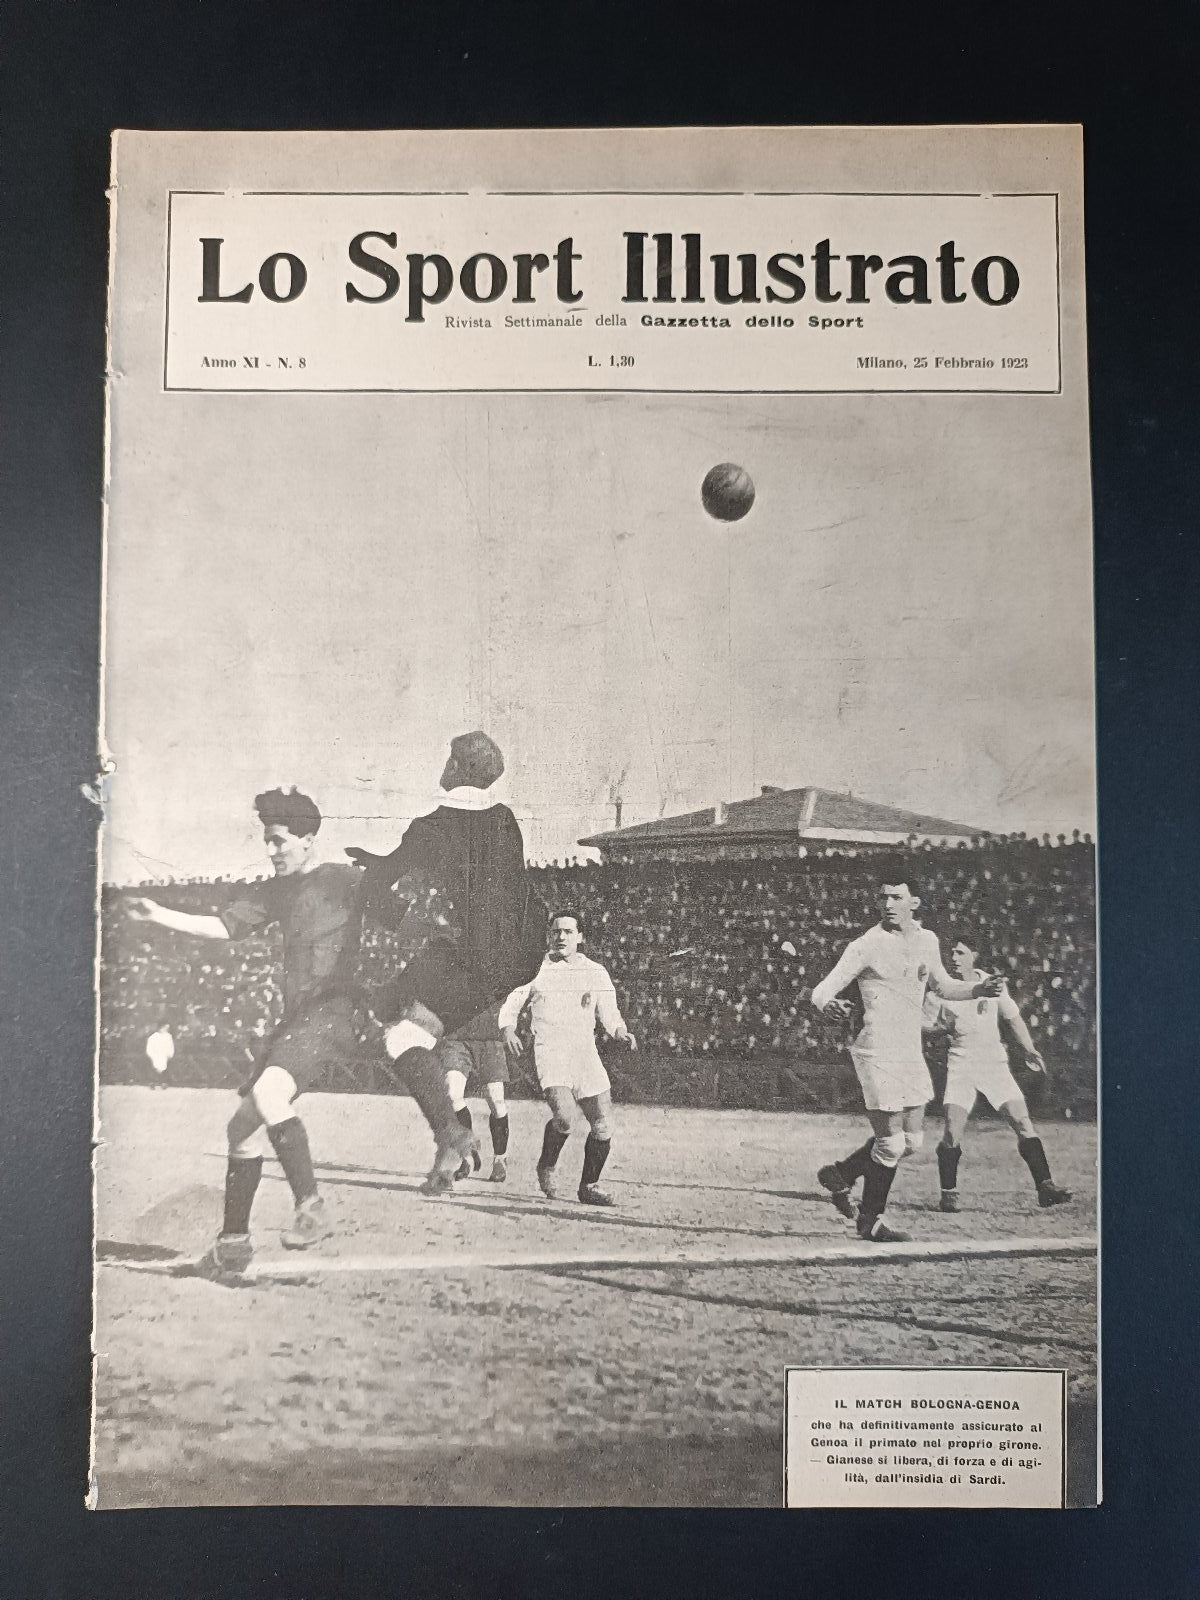 Lo Sport Illustrato
Rivista Settimanale della Gazzetta dello Sport
Anno XI - N. 8 L. 1,30 Milano, 25 Febbraio 1923
IL MATCH BOLOGNA-GENOA
che ha definitivamente assicurato al
Genoa il primato nel proprio girone.
— Gianese si libera, di forza e di agi-
lità, dall'insidia di Sardi.